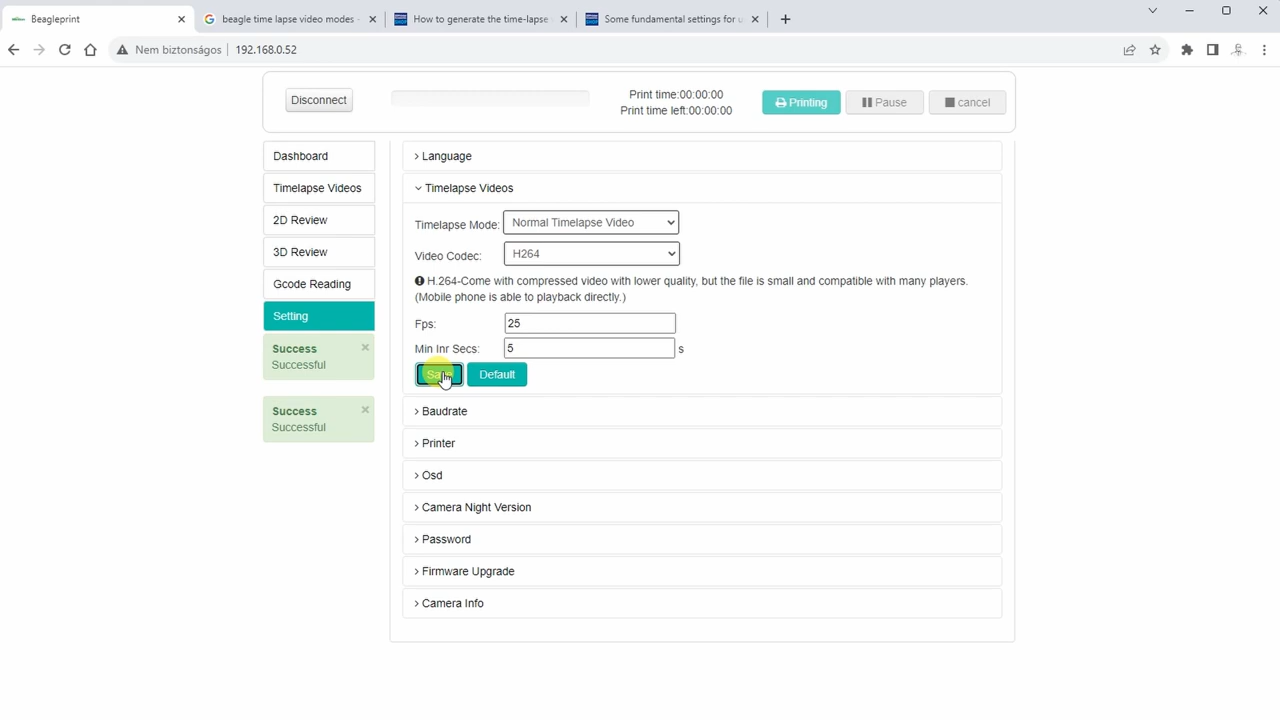 Beagleprint
beagle time lapse video modes -
How to generate the time-lapse
Some fundamental settings for u
Nem biztonságos
192.168.0.52
Disconnect
Print time:00:00:00
Print time left:00:00:00
Printing
Pause
cancel
Dashboard
Timelapse Videos
2D Review
3D Review
Gcode Reading
Setting
Success
Successful
Success
Successful
Language
Timelapse Videos
Timelapse Mode: Normal Timelapse Video
Video Codec: H264
H.264-Come with compressed video with lower quality, but the file is small and compatible with many players.
(Mobile phone is able to playback directly.)
Fps: 25
Min Inr Secs: 5 s
Save Default
Baudrate
Printer
Osd
Camera Night Version
Password
Firmware Upgrade
Camera Info